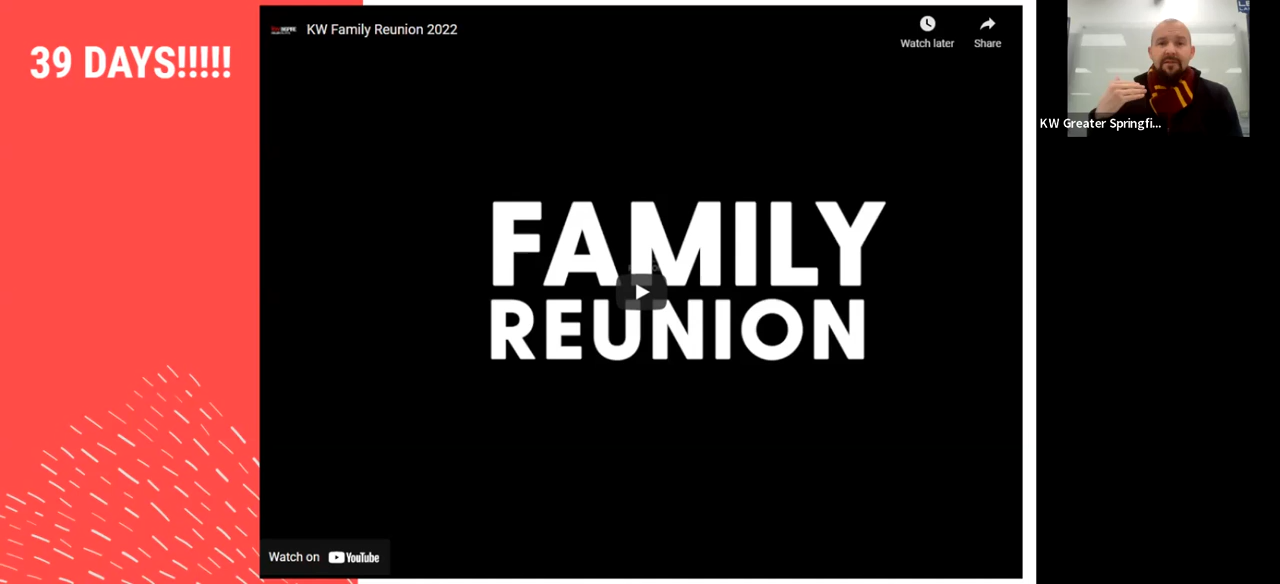 39 DAYS!!!!!
KW Family Reunion 2022
Watch later
Share
FAMILY
REUNION
Watch on YouTube
KW Greater Springfi...